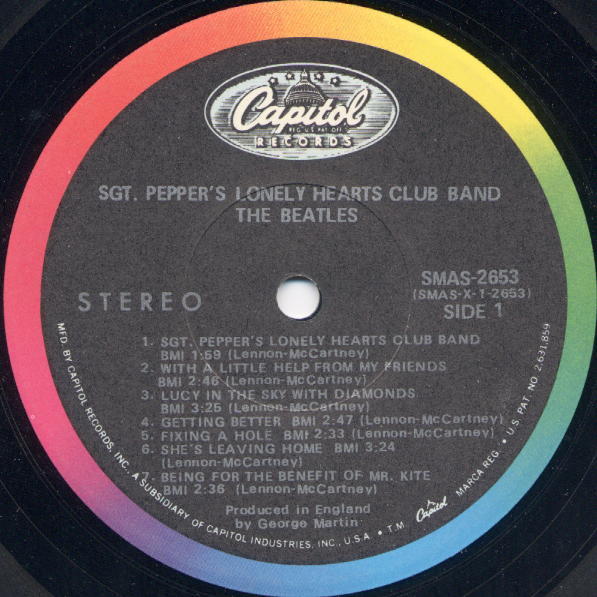 Capitol
REG. U.S. PAT. OFF.
RECORDS
SGT. PEPPER'S LONELY HEARTS CLUB BAND
THE BEATLES
STEREO
SMAS-2653
(SMAS-X-1-2653)
SIDE 1
1. SGT. PEPPER'S LONELY HEARTS CLUB BAND
BMI 1:59 (Lennon-McCartney)
2. WITH A LITTLE HELP FROM MY FRIENDS
BMI 2:46 (Lennon-McCartney)
3. LUCY IN THE SKY WITH DIAMONDS
BMI 3:25 (Lennon-McCartney)
4. GETTING BETTER BMI 2:47 (Lennon-McCartney)
5. FIXING A HOLE BMI 2:33 (Lennon-McCartney)
6. SHE'S LEAVING HOME BMI 3:24
(Lennon-McCartney)
7. BEING FOR THE BENEFIT OF MR. KITE
BMI 2:36 (Lennon-McCartney)
Produced in England
by George Martin
MFD. BY CAPITOL RECORDS, INC., A SUBSIDIARY OF CAPITOL INDUSTRIES, INC., U.S.A. • T.M. Capitol MARCA REG. • U.S. PAT. NO. 2,631,859